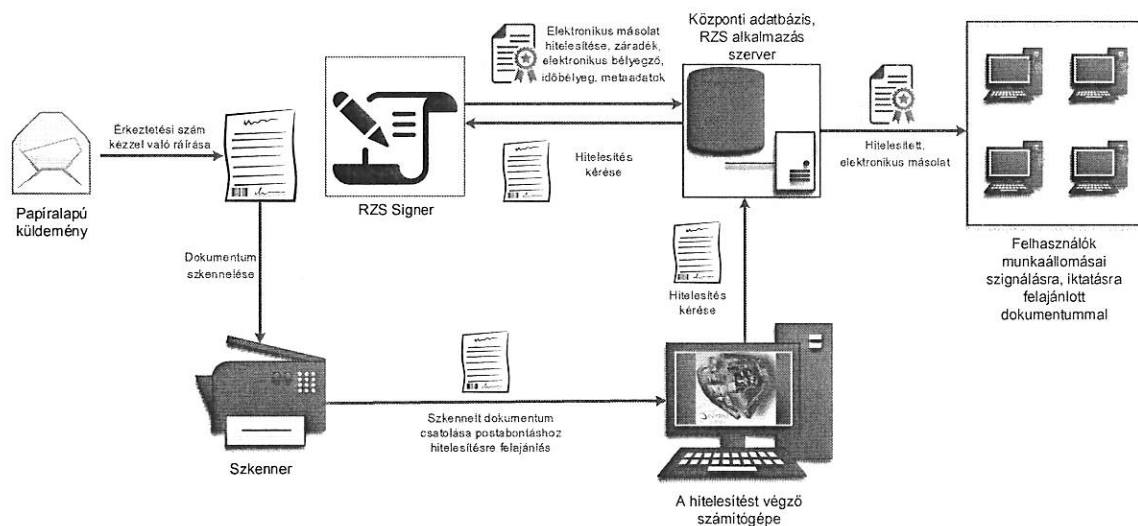 Központi adatbázis,
RZS alkalmazás
szerver
Elektronikus másolat
hitelesítése, záradék,
elektronikus bélyegző,
időbélyeg, metaadatok
Érkeztetési szám
kézzel való ráírása
Papíralapú
küldemény
RZS Signer
Hitelesítés
kérése
Hitelesített,
elektronikus másolat
Felhasználók
munkaállomásai
szignálásra, iktatásra
felajánlott
dokumentummal
Dokumentum
szkennelése
Hitelesítés
kérése
Szkenner
Szkennelt dokumentum
csatolása postabontáshoz
hitelesítésre felajánlás
A hitelesítést végző
számítógépe